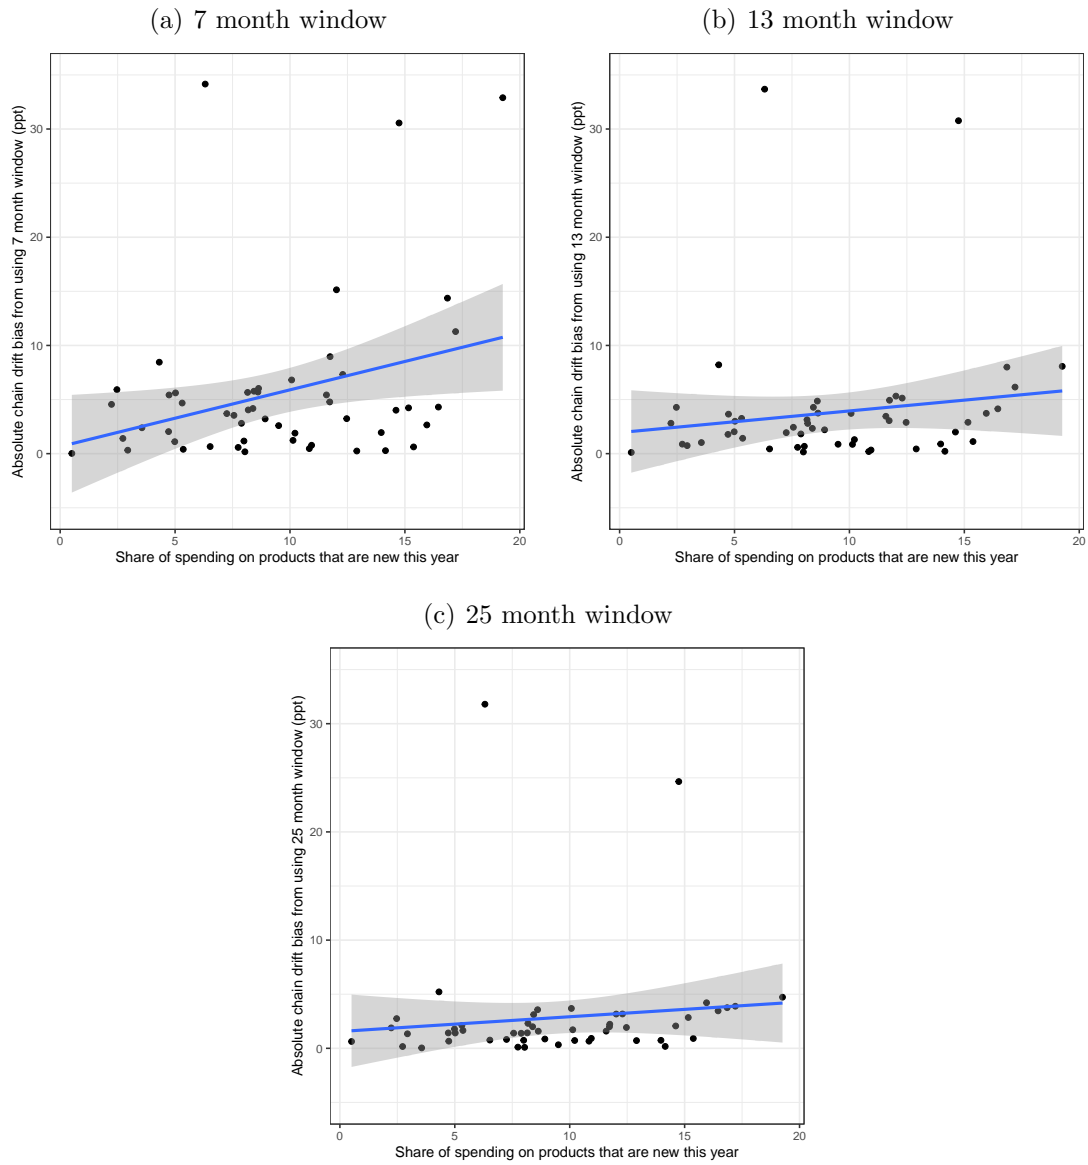 (a) 7 month window
Absolute chain drift bias from using 7 month window (ppt)
30
20
10
0
0 5 10 15 20
Share of spending on products that are new this year
(b) 13 month window
Absolute chain drift bias from using 13 month window (ppt)
30
20
10
0
0 5 10 15 20
Share of spending on products that are new this year
(c) 25 month window
Absolute chain drift bias from using 25 month window (ppt)
30
20
10
0
0 5 10 15 20
Share of spending on products that are new this year